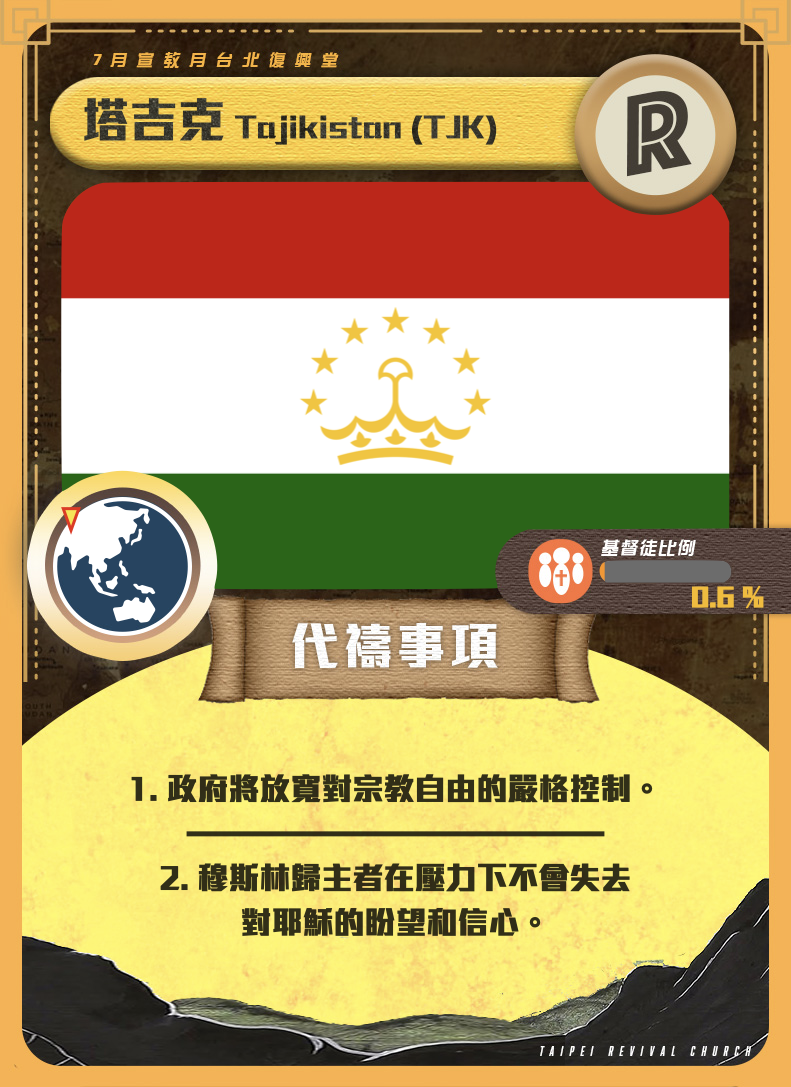 7月宣教月台北復興堂
塔吉克 Tajikistan (TJK)
R
基督徒比例
0.6 %
代禱事項
1. 政府將放寬對宗教自由的嚴格控制。
2. 穆斯林歸主者在壓力下不會失去
對耶穌的盼望和信心。
TAIPEI REVIVAL CHURCH